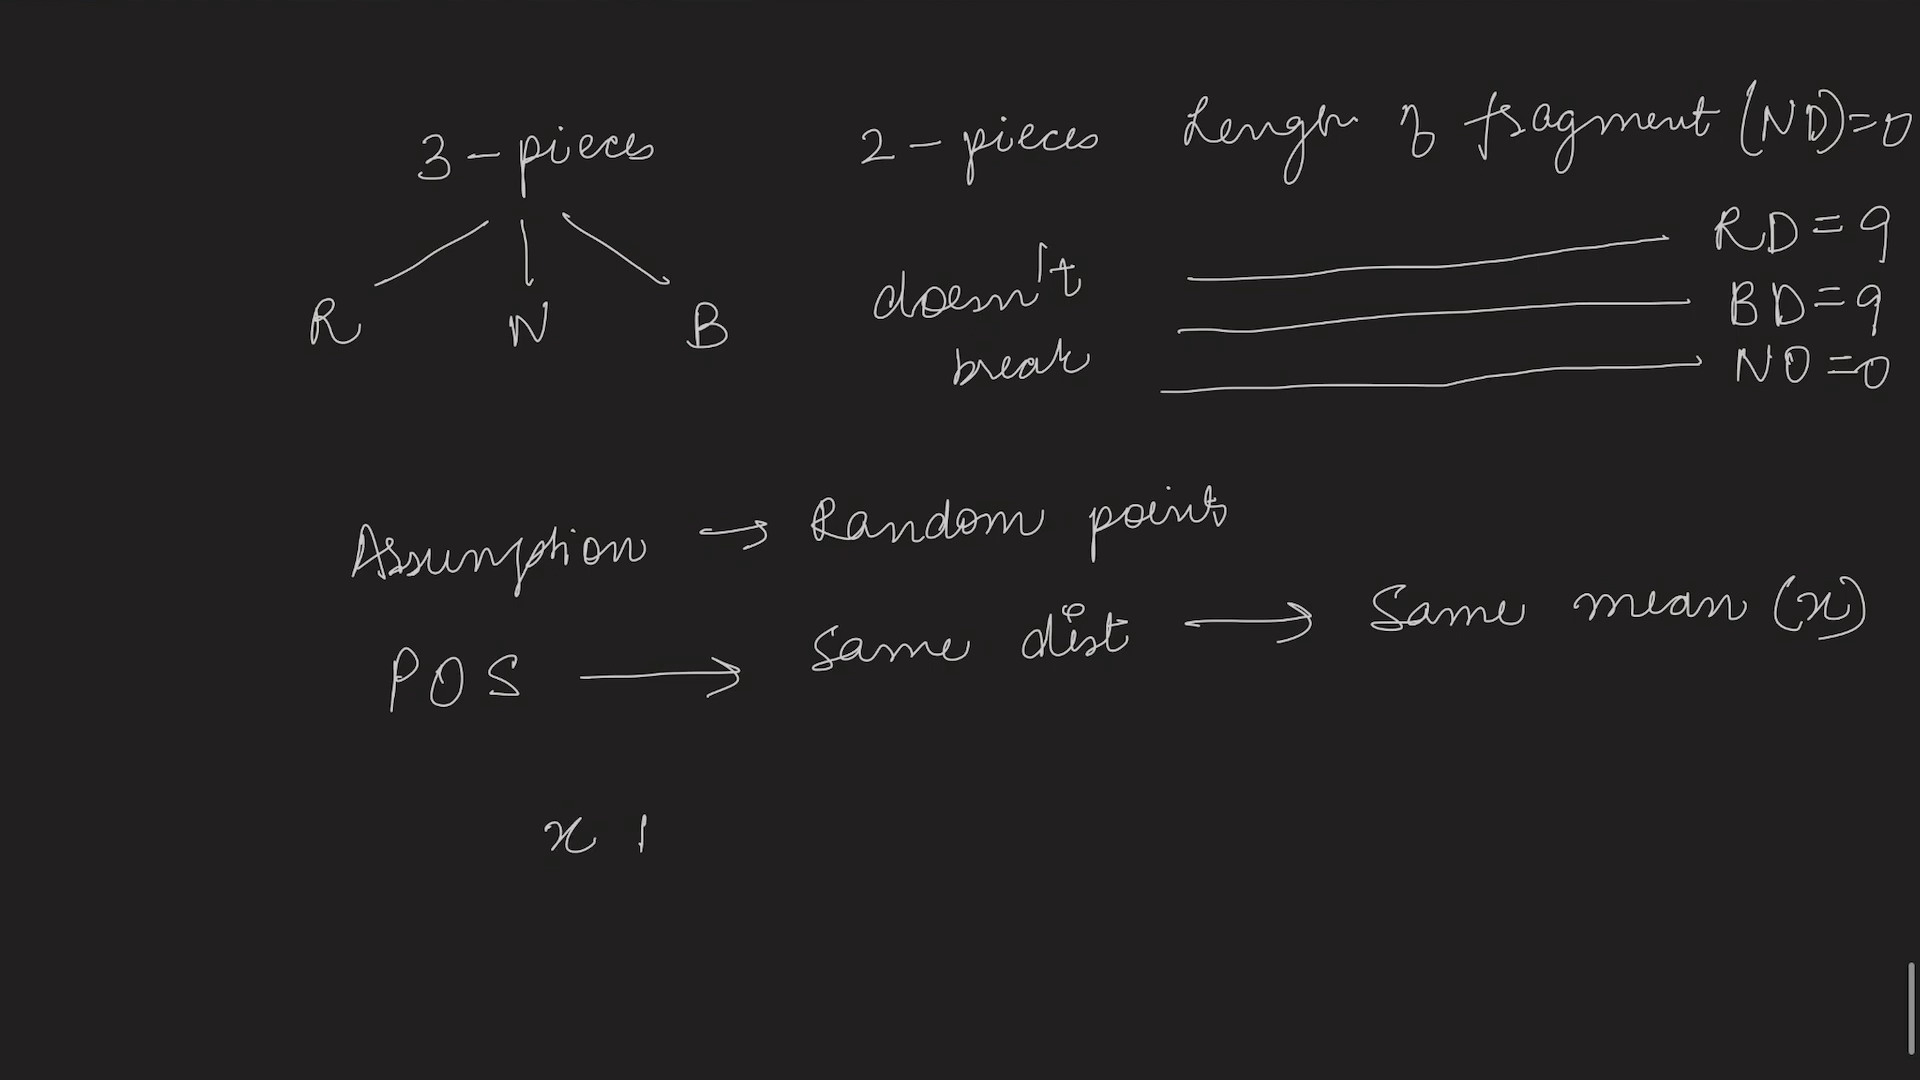 3-pieces 2-pieces Length of fragment (ND)=0
R N B
doesn't RD=9
break BD=9
ND=0
Assumption → Random points
POS → Same dist → Same mean (x)
x